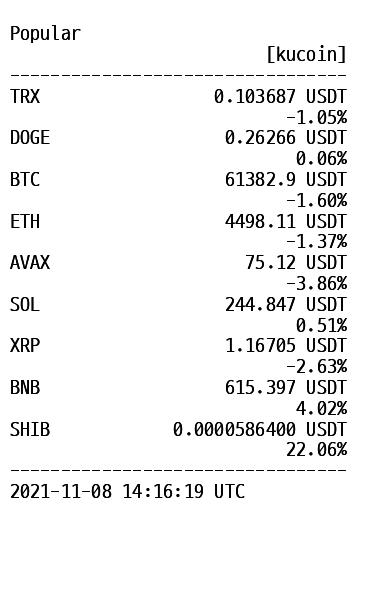 Popular
[kucoin]
---------------------------------
TRX 0.103687 USDT
-1.05%
DOGE 0.26266 USDT
0.06%
BTC 61382.9 USDT
-1.60%
ETH 4498.11 USDT
-1.37%
AVAX 75.12 USDT
-3.86%
SOL 244.847 USDT
0.51%
XRP 1.16705 USDT
-2.63%
BNB 615.397 USDT
4.02%
SHIB 0.0000586400 USDT
22.06%
---------------------------------
2021-11-08 14:16:19 UTC